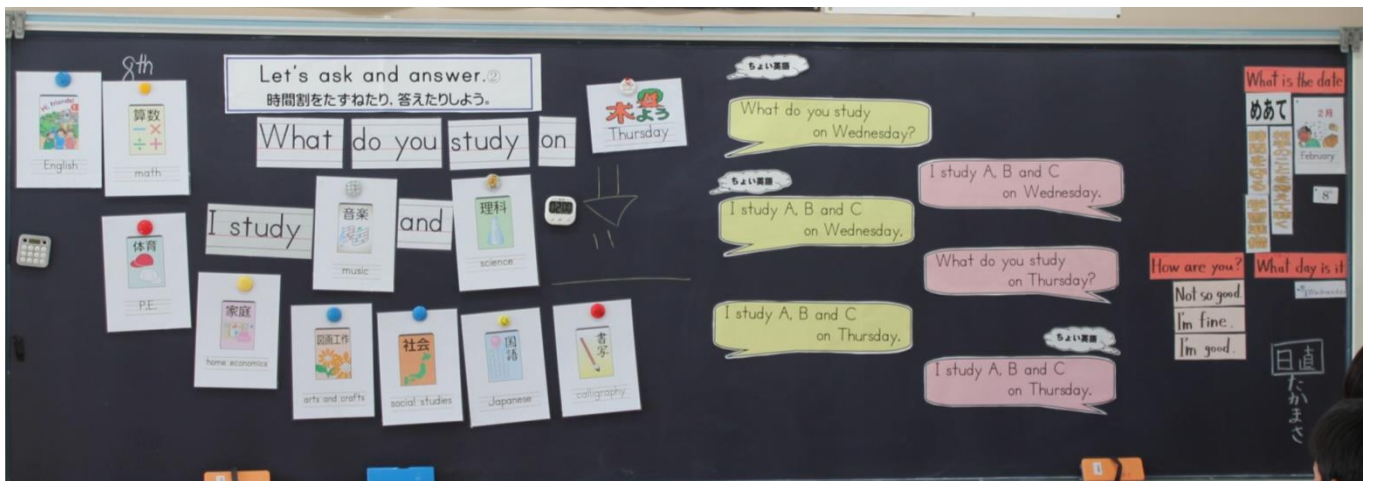 8th
Hi, friends!
English
算数
math
Let's ask and answer.②
時間割をたずねたり、答えたりしよう。
What do you study on
木よう
Thursday
体育
P.E.
I study
音楽
music
and
理科
science
家庭
home economics
図画工作
arts and crafts
社会
social studies
国語
Japanese
書写
calligraphy
ちょい英語
What do you study
on Wednesday?
I study A, B and C
on Wednesday.
ちょい英語
I study A, B and C
on Wednesday.
What do you study
on Thursday?
I study A, B and C
on Thursday.
ちょい英語
I study A, B and C
on Thursday.
What is the date
めあて
2月
February
8th
How are you?
Not so good.
I'm fine.
I'm good.
What day is it
Wednesday
日直
たかまさ